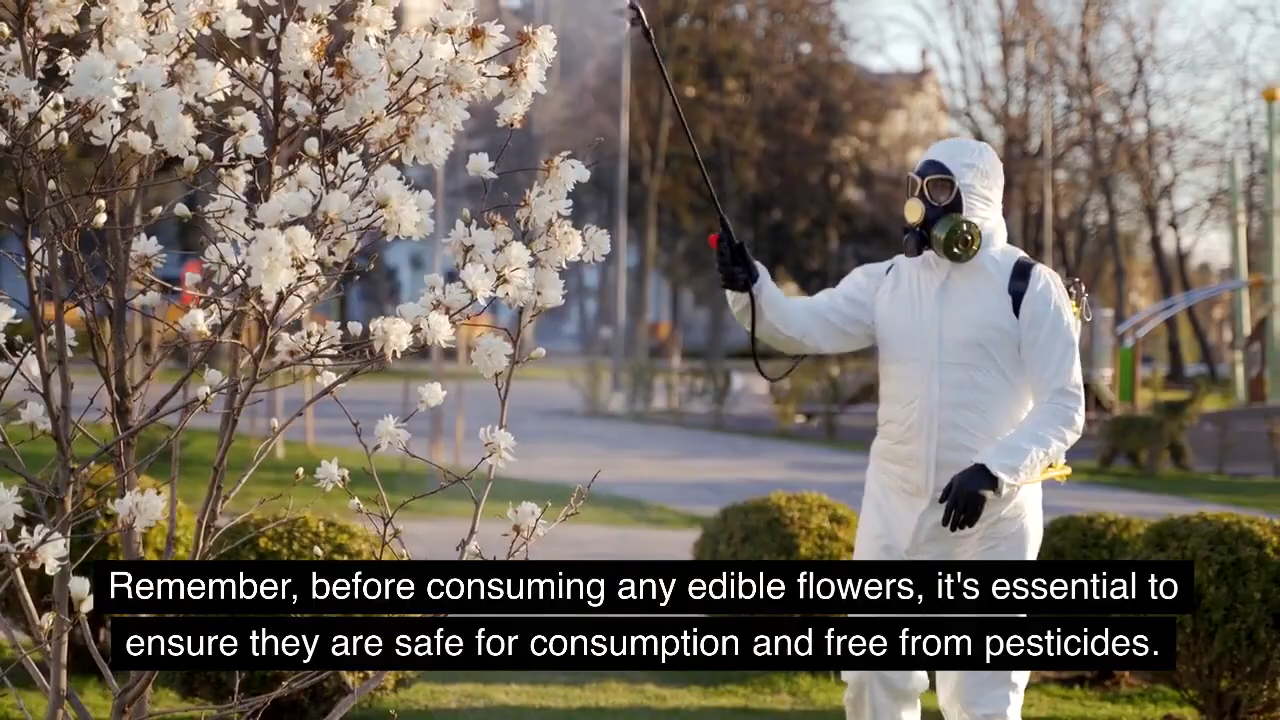 Remember, before consuming any edible flowers, it's essential to
ensure they are safe for consumption and free from pesticides.